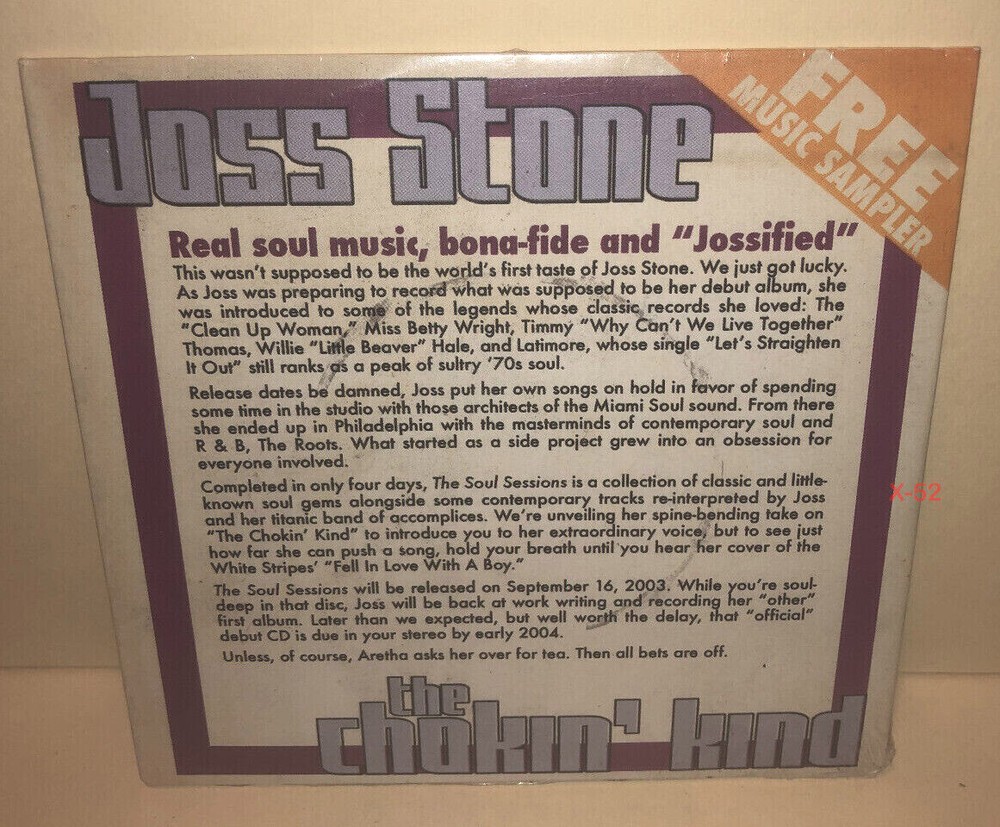 Joss Stone
FREE
MUSIC SAMPLER
Real soul music, bona-fide and "Jossified"
This wasn't supposed to be the world's first taste of Joss Stone. We just got lucky.
As Joss was preparing to record what was supposed to be her debut album, she
was introduced to some of the legends whose classic records she loved: The
"Clean Up Woman," Miss Betty Wright, Timmy "Why Can't We Live Together"
Thomas, Willie "Little Beaver" Hale, and Latimore, whose single "Let's Straighten
It Out" still ranks as a peak of sultry '70s soul.
Release dates be damned, Joss put her own songs on hold in favor of spending
some time in the studio with those architects of the Miami Soul sound. From there
she ended up in Philadelphia with the masterminds of contemporary soul and
R & B, The Roots. What started as a side project grew into an obsession for
everyone involved.
Completed in only four days, The Soul Sessions is a collection of classic and little-
known soul gems alongside some contemporary tracks re-interpreted by Joss
and her titanic band of accomplices. We're unveiling her spine-bending take on
"The Chokin' Kind" to introduce you to her extraordinary voice, but to see just
how far she can push a song, hold your breath until you hear her cover of the
White Stripes' "Fell In Love With A Boy."
The Soul Sessions will be released on September 16, 2003. While you're soul-
deep in that disc, Joss will be back at work writing and recording her "other"
first album. Later than we expected, but well worth the delay, that "official"
debut CD is due in your stereo by early 2004.
Unless, of course, Aretha asks her over for tea. Then all bets are off.
the
chokin' kind
X-52